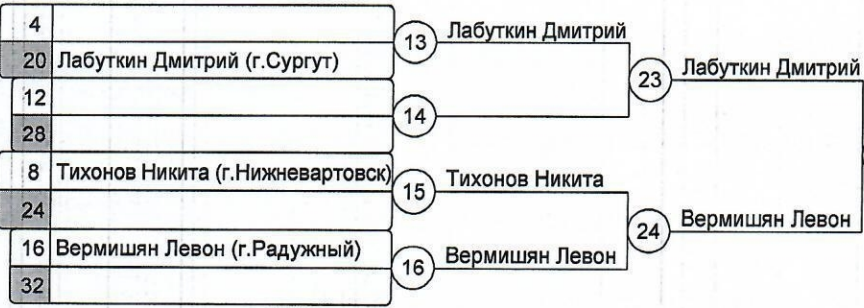 4
20 Лабуткин Дмитрий (г.Сургут)
13 Лабуткин Дмитрий
12
28
14
23 Лабуткин Дмитрий
8 Тихонов Никита (г.Нижневартовск)
24
15 Тихонов Никита
16 Вермишян Левон (г.Радужный)
32
16 Вермишян Левон
24 Вермишян Левон